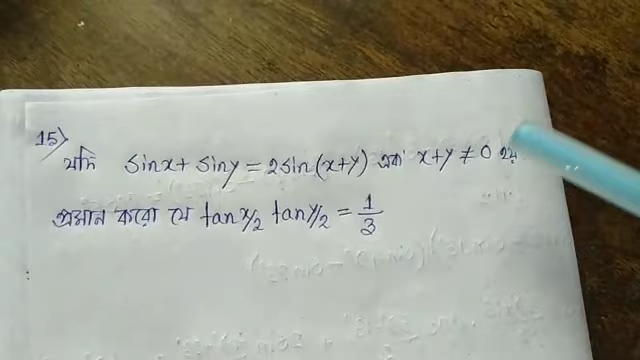 15>
যদি sinx + siny = 2sin(x+y) এবং x+y ≠ 0 হয়
প্রমান করো যে tan x/2 tan y/2 = 1/3